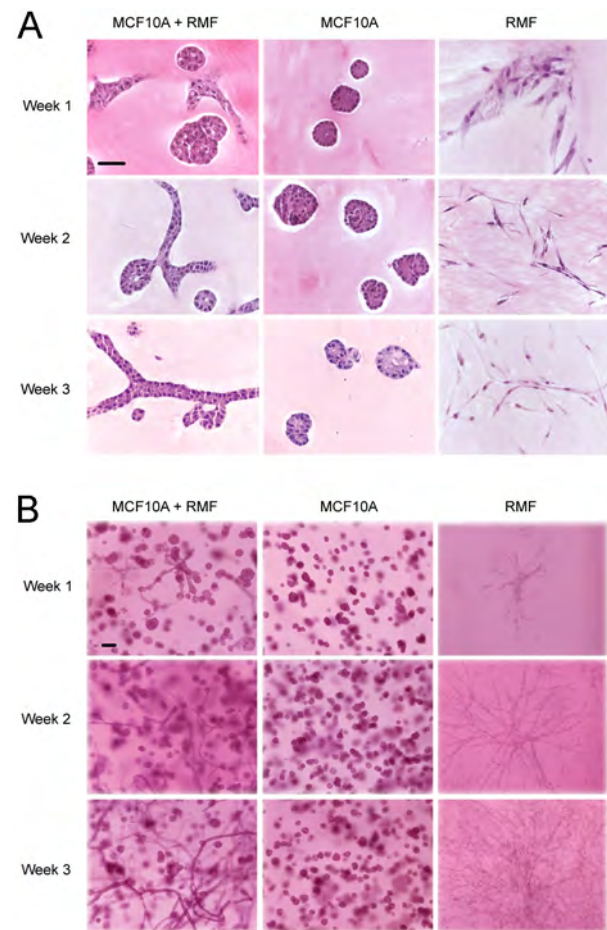 A
MCF10A + RMF MCF10A RMF
Week 1
Week 2
Week 3
B
MCF10A + RMF MCF10A RMF
Week 1
Week 2
Week 3